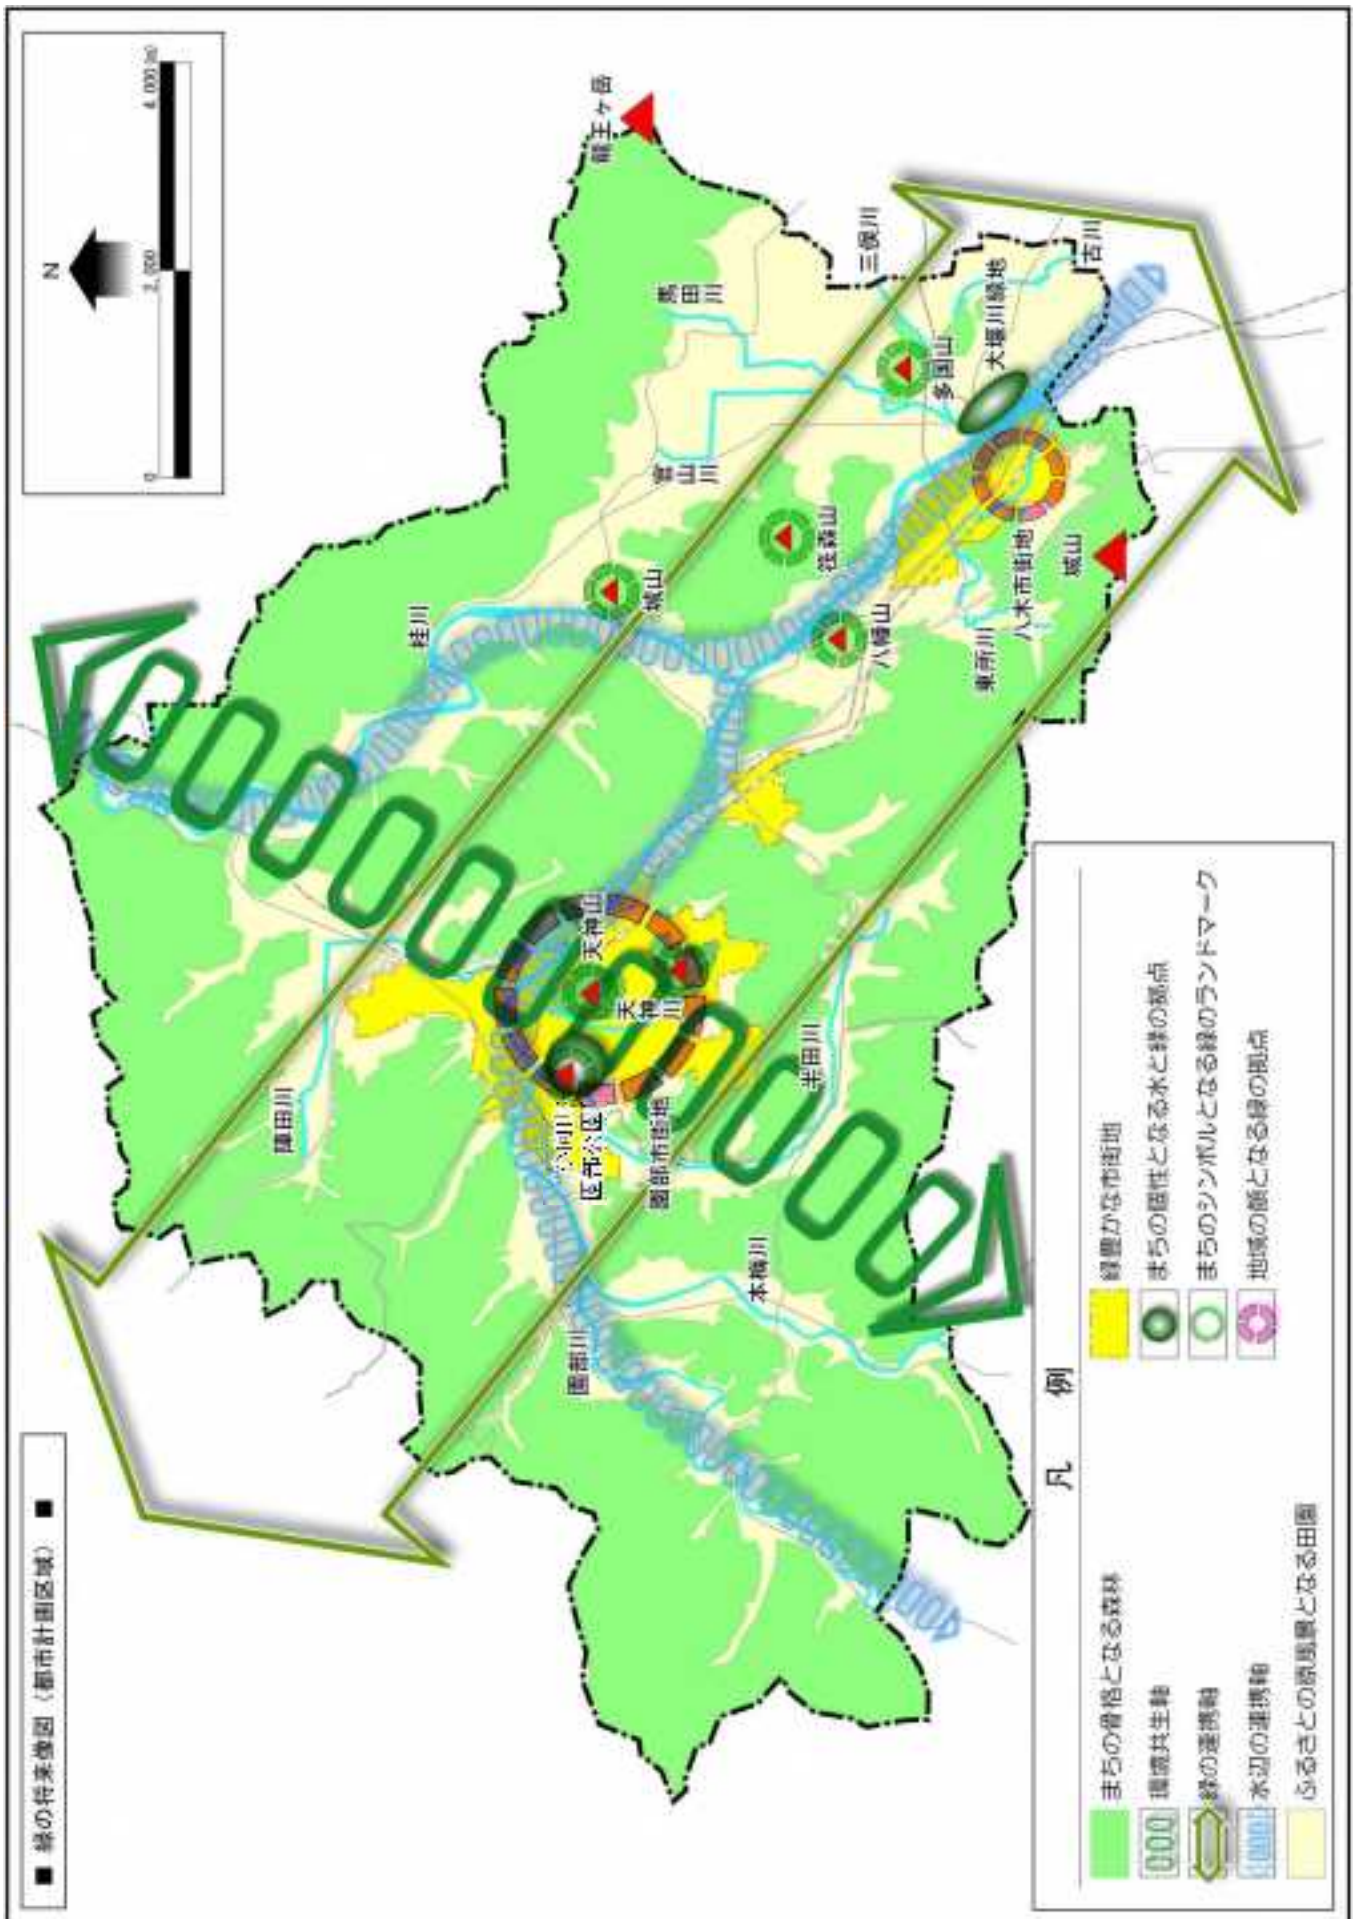 ■ 緑の将来像図（都市計画区域） ■
N
0
2,000
4,000(m)
龍王ヶ岳
三俣川
古川
大堰川緑地
多国山
官山川
筏森山
城山
桂川
八幡山
八木市街地
城山
東所川
天神山
天神川
半田川
園部市街地
陣田川
本梅川
園部川
凡 例
まちの骨格となる森林
環境共生軸
緑の連携軸
水辺の連携軸
ふるさとの原風景となる田園
緑豊かな市街地
まちの個性となる水と緑の拠点
まちのシンボルとなる緑のランドマーク
地域の顔となる緑の拠点